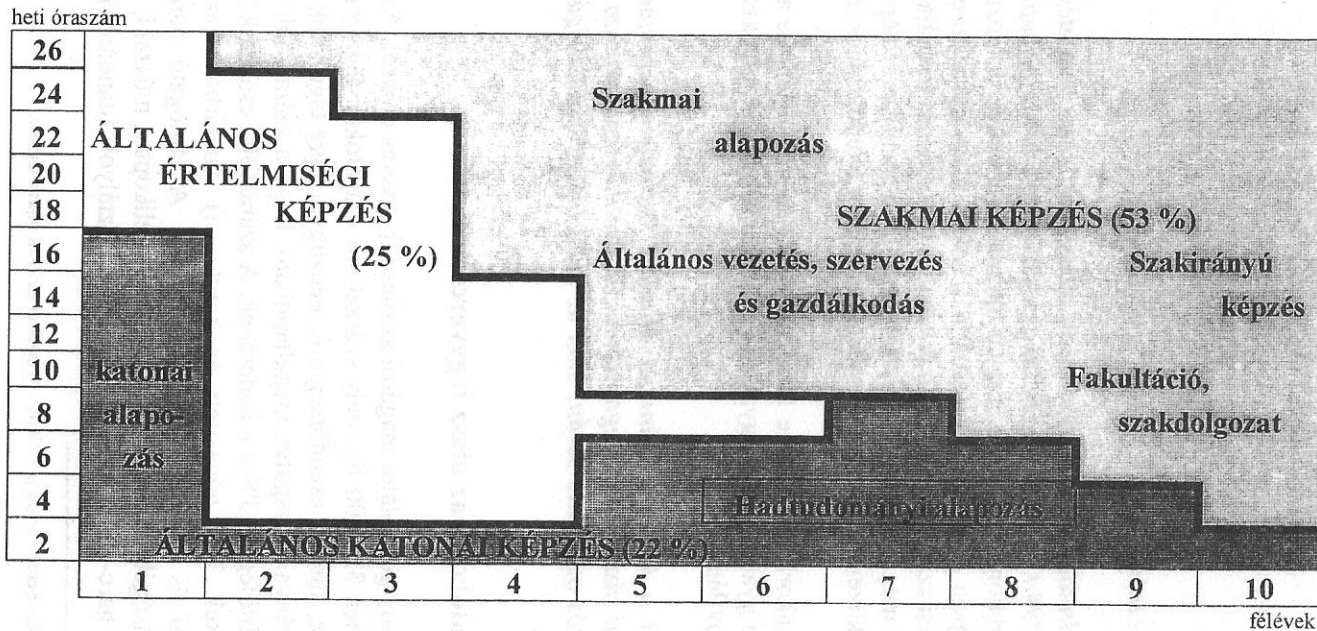 heti óraszám
26
24
22
20
18
16
14
12
10
8
6
4
2
ÁLTALÁNOS
ÉRTELMISÉGI
KÉPZÉS
(25 %)
Szakmai
alapozás
SZAKMAI KÉPZÉS (53 %)
Általános vezetés, szervezés
és gazdálkodás
Szakirányú
képzés
Fakultáció,
szakdolgozat
katonai
alapo-
zás
Hadtudományi alapozás
ÁLTALÁNOS KATONAI KÉPZÉS (22 %)
1 2 3 4 5 6 7 8 9 10
félévek